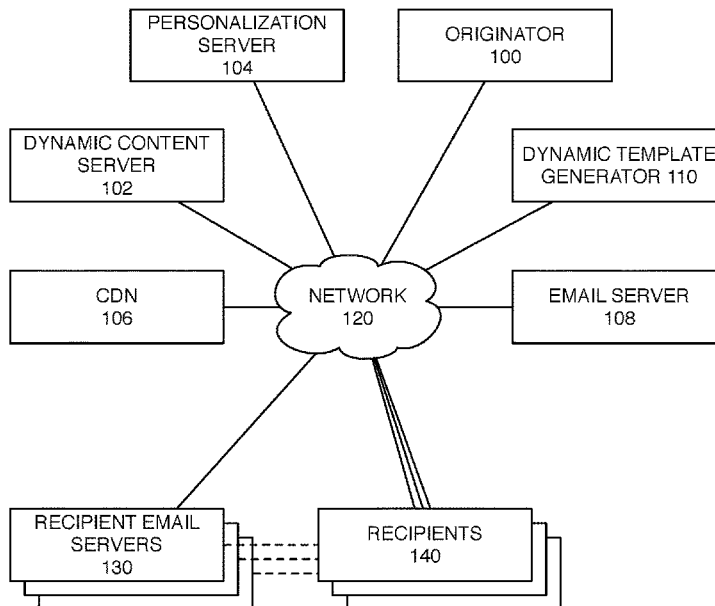 PERSONALIZATION
SERVER
104
ORIGINATOR
100
DYNAMIC CONTENT
SERVER
102
DYNAMIC TEMPLATE
GENERATOR 110
CDN
106
NETWORK
120
EMAIL SERVER
108
RECIPIENT EMAIL
SERVERS
130
RECIPIENTS
140